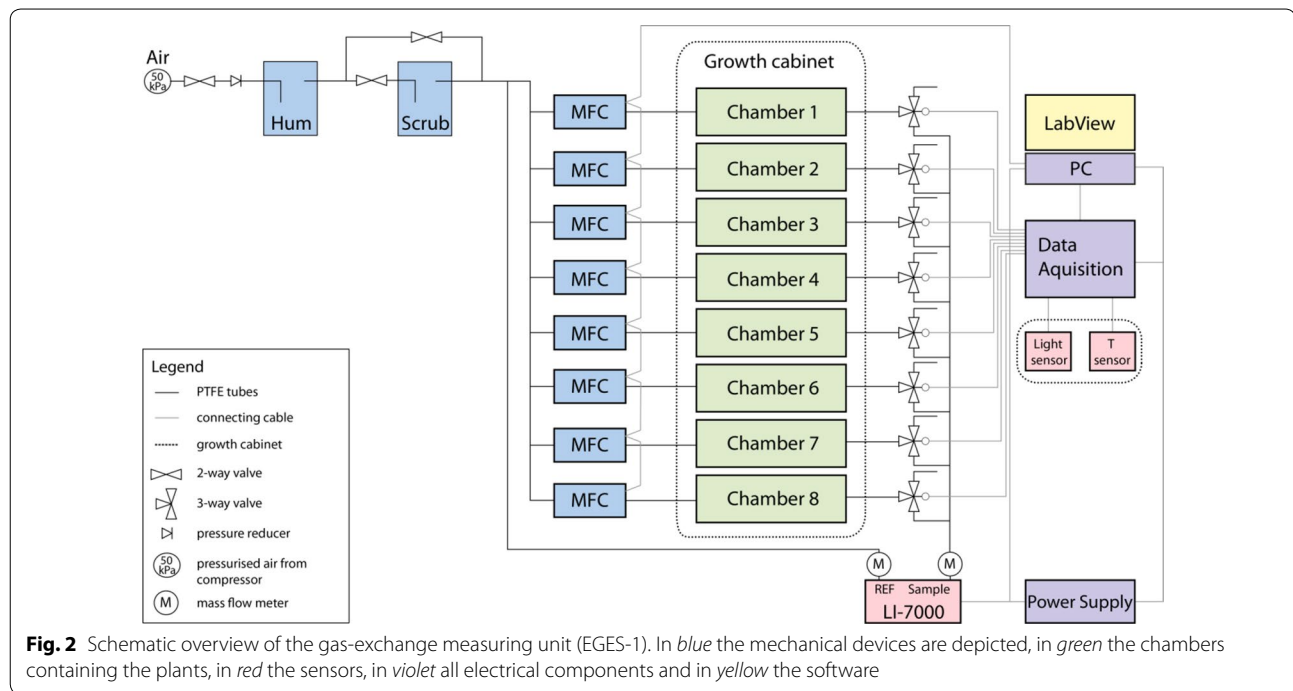 Air
50
kPa
Hum
Scrub
Growth cabinet
MFC
Chamber 1
MFC
Chamber 2
MFC
Chamber 3
MFC
Chamber 4
MFC
Chamber 5
MFC
Chamber 6
MFC
Chamber 7
MFC
Chamber 8
LabView
PC
Data
Aquisition
Light
sensor
T
sensor
M
M
REF Sample
LI-7000
Power Supply
Legend
PTFE tubes
connecting cable
growth cabinet
2-way valve
3-way valve
pressure reducer
50
kPa
pressurised air from
compressor
M
mass flow meter
Fig. 2 Schematic overview of the gas-exchange measuring unit (EGES-1). In blue the mechanical devices are depicted, in green the chambers
containing the plants, in red the sensors, in violet all electrical components and in yellow the software